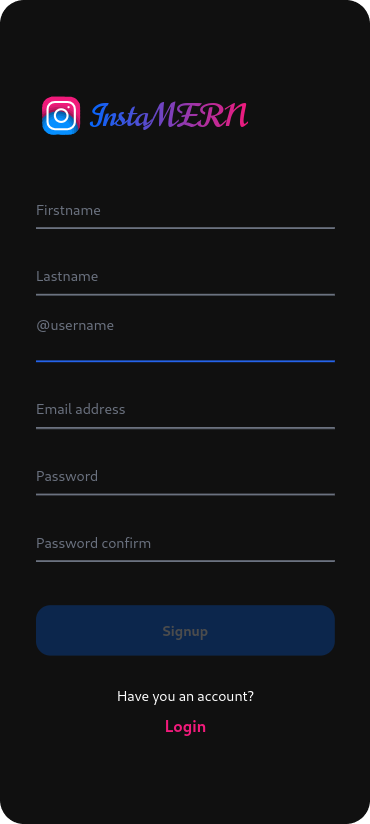 InstaMERN
Firstname
Lastname
@username
Email address
Password
Password confirm
Signup
Have you an account?
Login